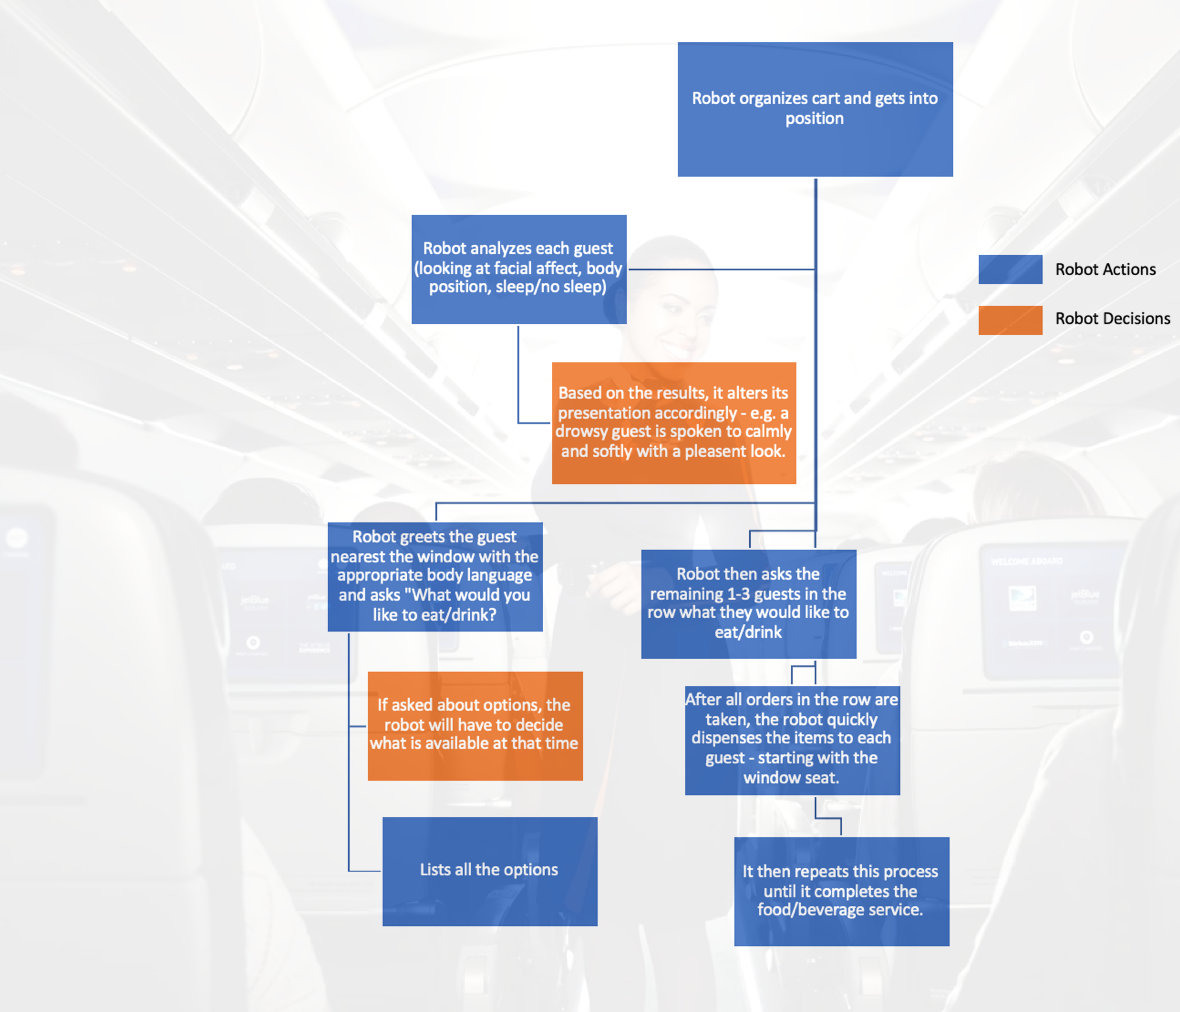 Robot organizes cart and gets into
position
Robot analyzes each guest
(looking at facial affect, body
position, sleep/no sleep)
Robot Actions
Robot Decisions
Based on the results, it alters its
presentation accordingly - e.g. a
drowsy guest is spoken to calmly
and softly with a pleasent look.
Robot greets the guest
nearest the window with the
appropriate body language
and asks "What would you
like to eat/drink?
Robot then asks the
remaining 1-3 guests in the
row what they would like to
eat/drink
If asked about options, the
robot will have to decide
what is available at that time
After all orders in the row are
taken, the robot quickly
dispenses the items to each
guest - starting with the
window seat.
Lists all the options
It then repeats this process
until it completes the
food/beverage service.
WELCOME ABOARD
jetBlue
jetBlue